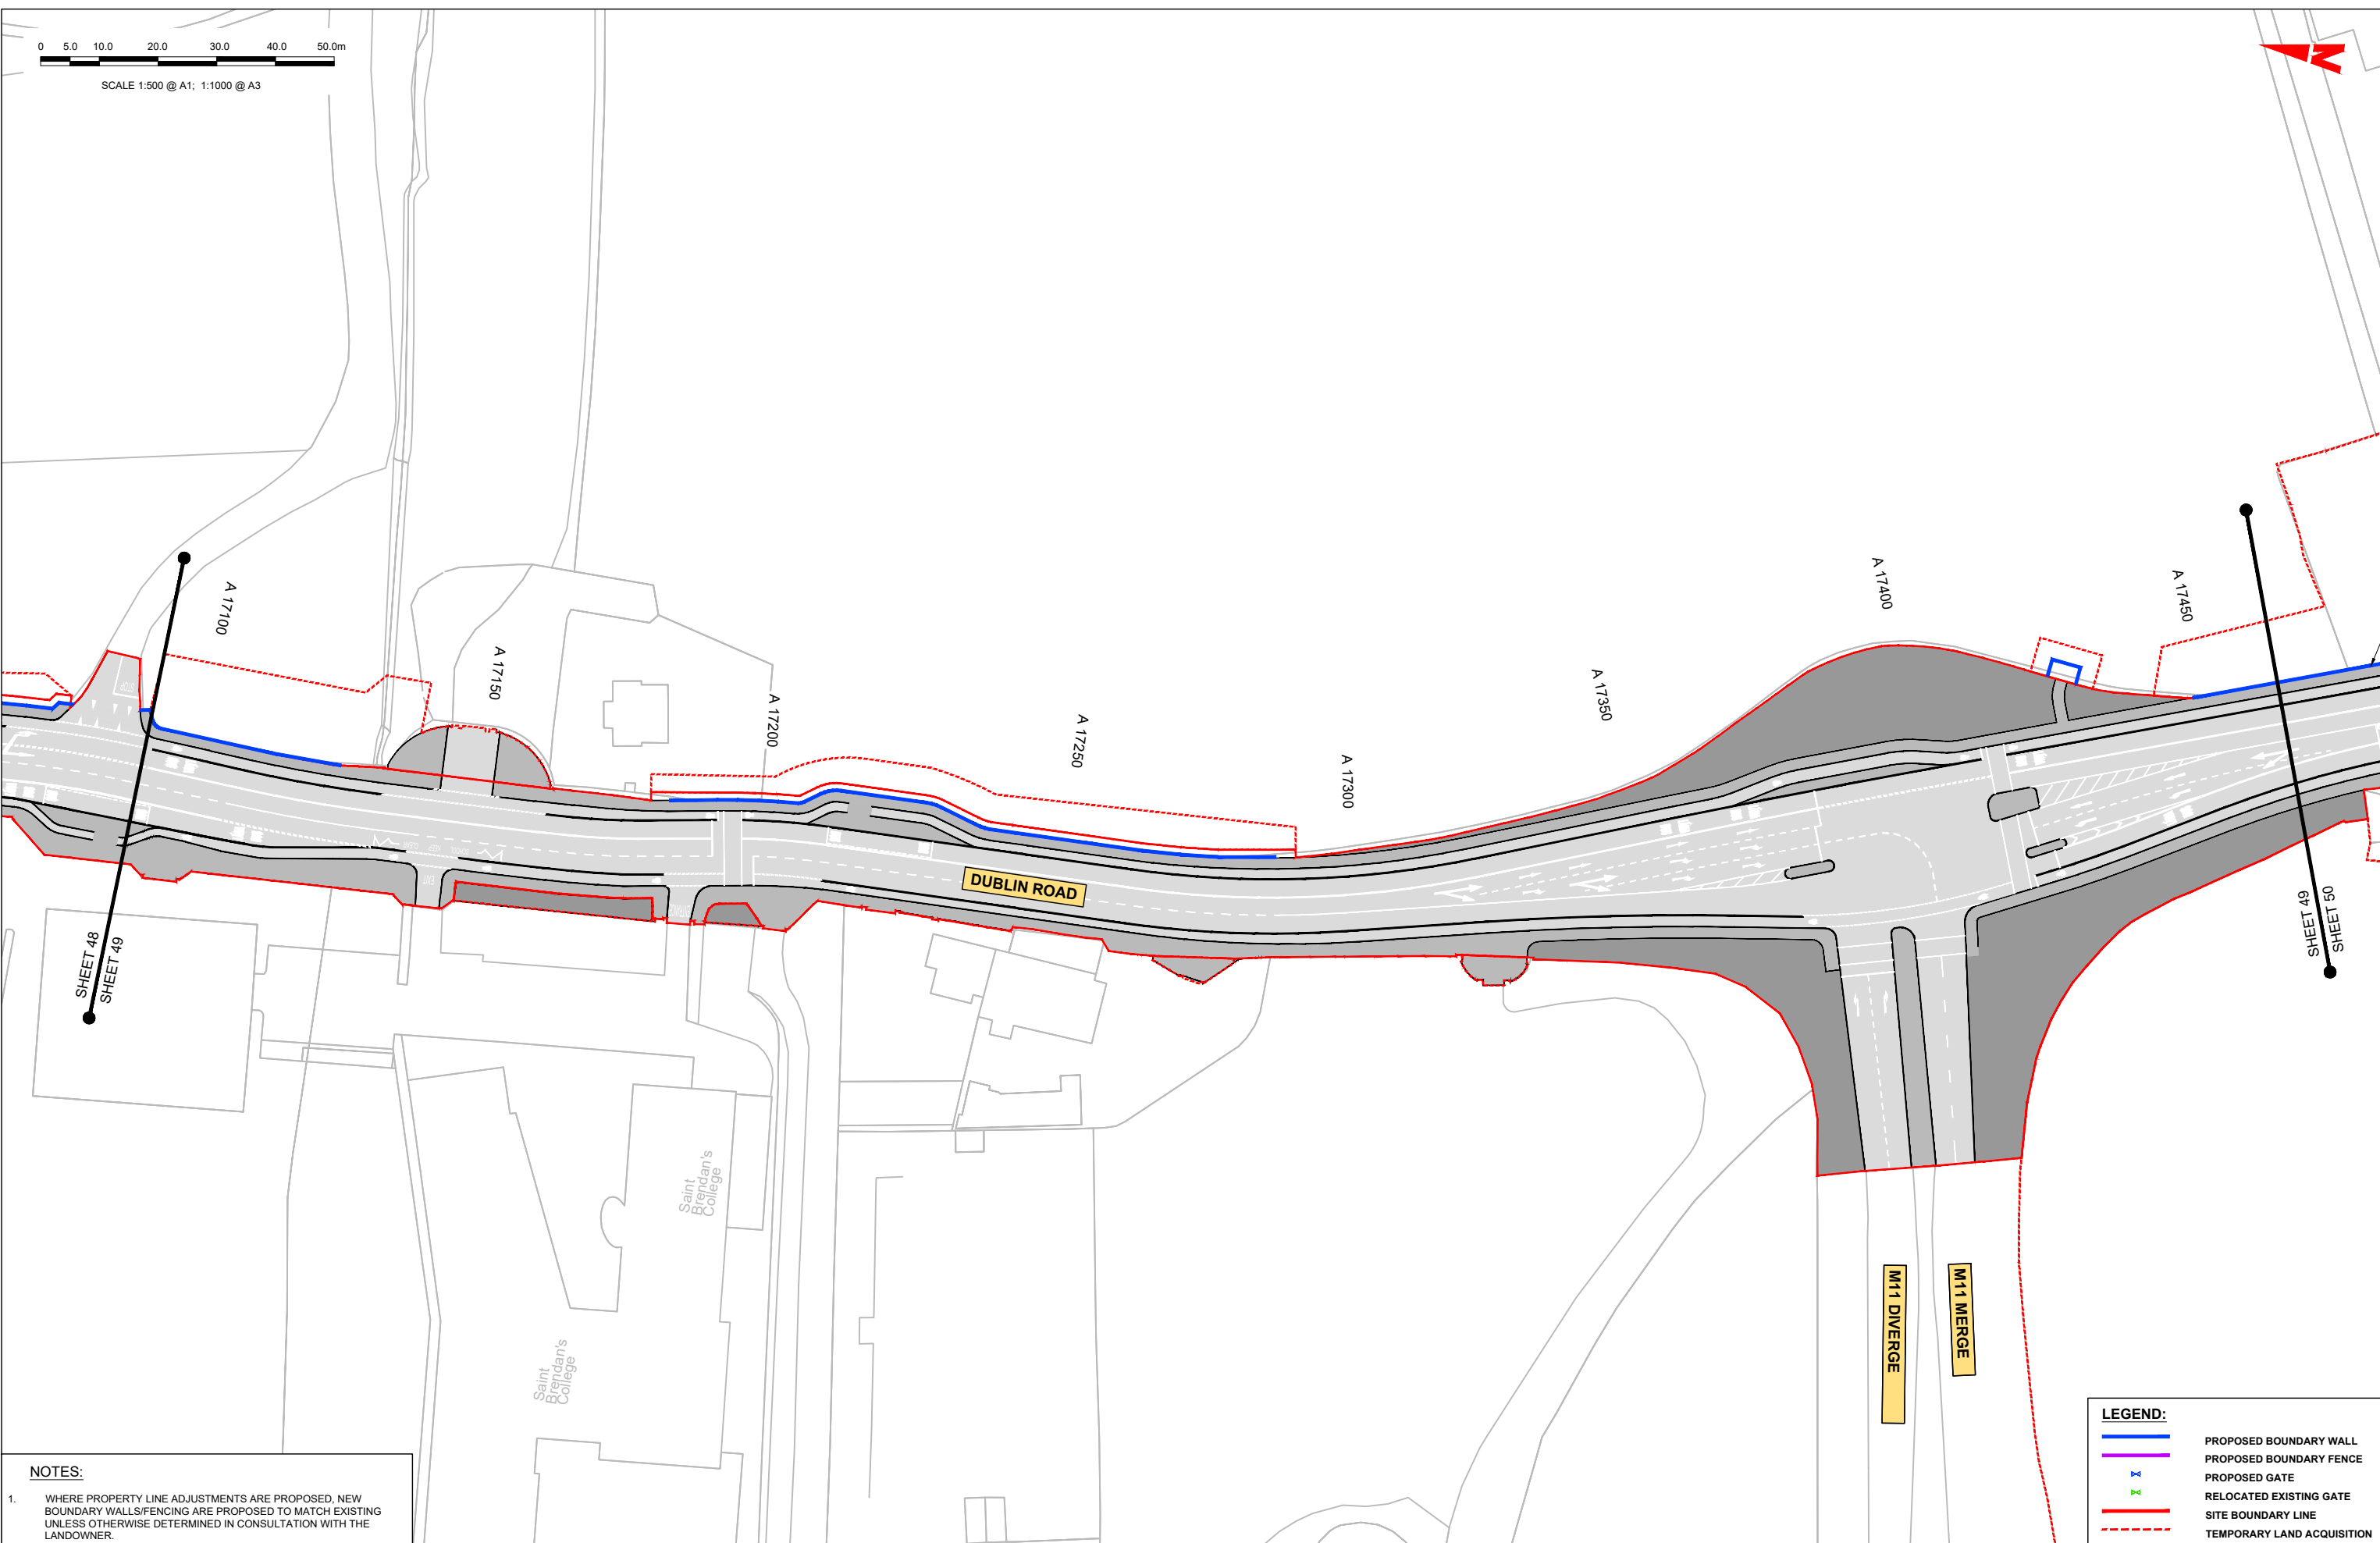 0 5.0 10.0 20.0 30.0 40.0 50.0m
SCALE 1:500 @ A1; 1:1000 @ A3
N
A 17100
A 17150
A 17200
A 17250
A 17300
A 17350
A 17400
A 17450
DUBLIN ROAD
SHEET 48
SHEET 49
SHEET 49
SHEET 50
Saint
Brendan's
College
Saint
Brendan's
College
M11 DIVERGE
M11 MERGE
NOTES:
1. WHERE PROPERTY LINE ADJUSTMENTS ARE PROPOSED, NEW
BOUNDARY WALLS/FENCING ARE PROPOSED TO MATCH EXISTING
UNLESS OTHERWISE DETERMINED IN CONSULTATION WITH THE
LANDOWNER.
LEGEND:
PROPOSED BOUNDARY WALL
PROPOSED BOUNDARY FENCE
PROPOSED GATE
RELOCATED EXISTING GATE
SITE BOUNDARY LINE
TEMPORARY LAND ACQUISITION